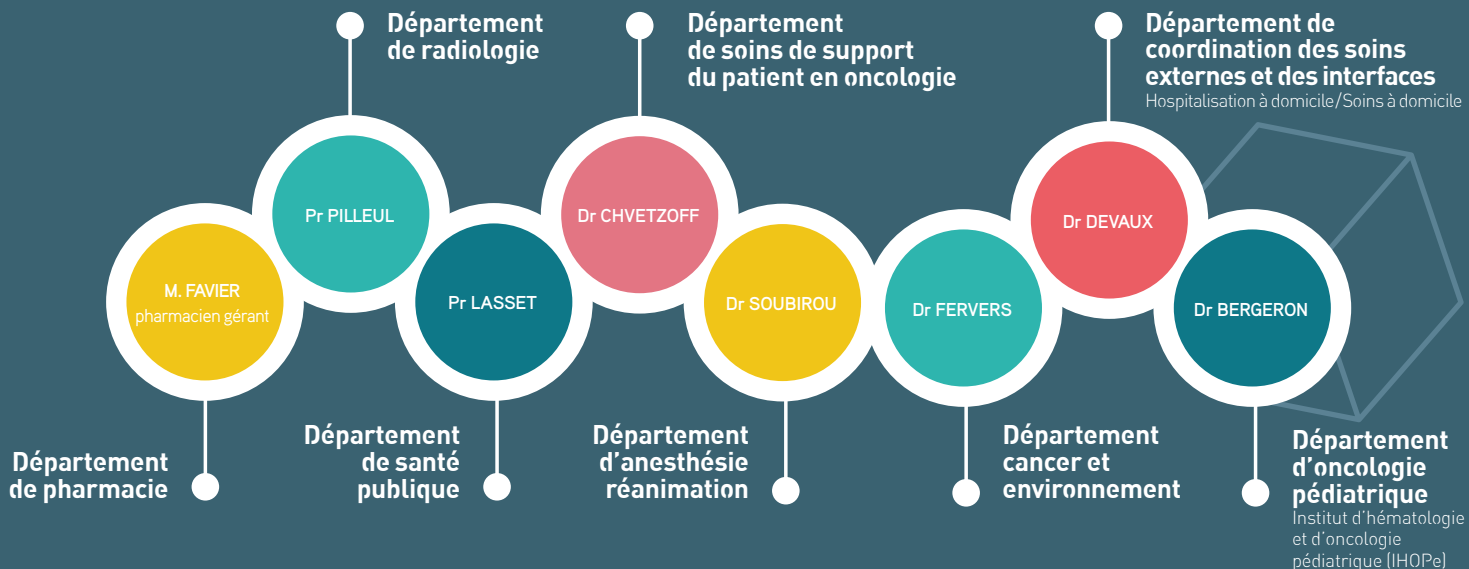 Département
de radiologie
Département
de soins de support
du patient en oncologie
Département de
coordination des soins
externes et des interfaces
Hospitalisation à domicile/Soins à domicile
M. FAVIER
pharmacien gérant
Pr PILLEUL
Pr LASSET
Dr CHVETZOFF
Dr SOUBIROU
Dr FERVERS
Dr DEVAUX
Dr BERGERON
Département
de pharmacie
Département
de santé
publique
Département
d'anesthésie
réanimation
Département
cancer et
environnement
Département
d'oncologie
pédiatrique
Institut d'hématologie
et d'oncologie
pédiatrique (IHOPe)